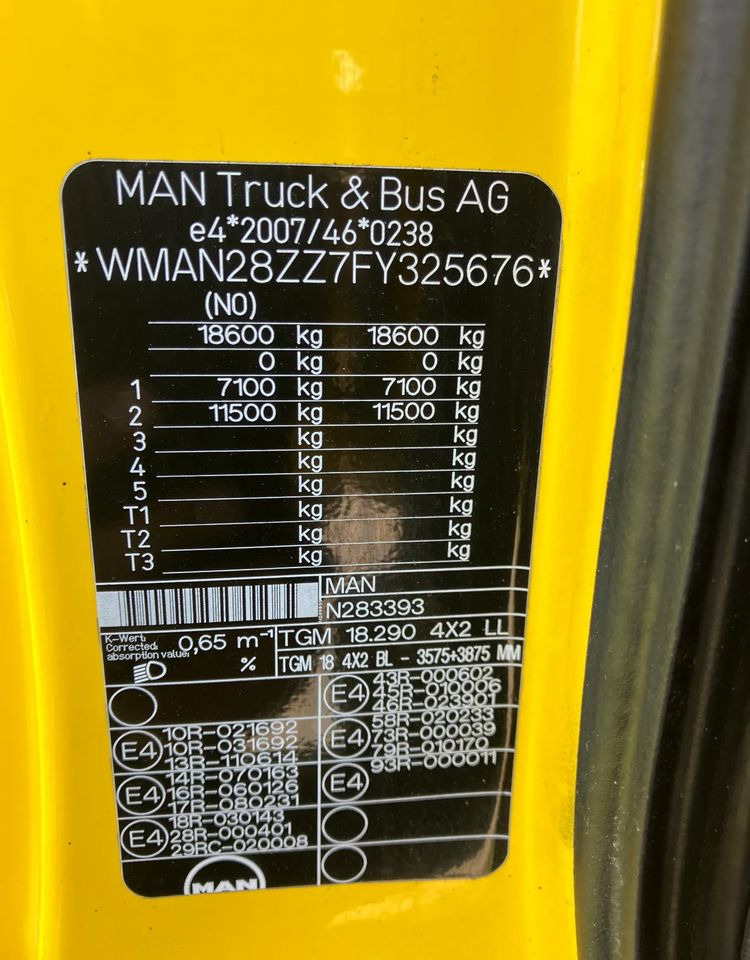 MAN Truck & Bus AG
e4*2007/46*0238
*WMAN28ZZ7FY325676*
(NO)
18600 kg 18600 kg
0 kg 0 kg
1 7100 kg 7100 kg
2 11500 kg 11500 kg
3 kg kg
4 kg kg
5 kg kg
T1 kg kg
T2 kg kg
T3 kg kg
MAN
N283393
K-Wert:
Corrected
absorption value:
0,65 m⁻¹
%
TGM 18.290 4X2 LL
TGM 18 4X2 BL - 3575+3875 MM
E4
10R-021692
10R-031692
13R-110614
E4
14R-070163
16R-060126
17R-080231
E4
18R-030143
28R-000401
29RC-020008
E4
43R-000602
45R-010006
46R-023901
E4
58R-020233
73R-000039
79R-010170
E4
93R-000011
MAN